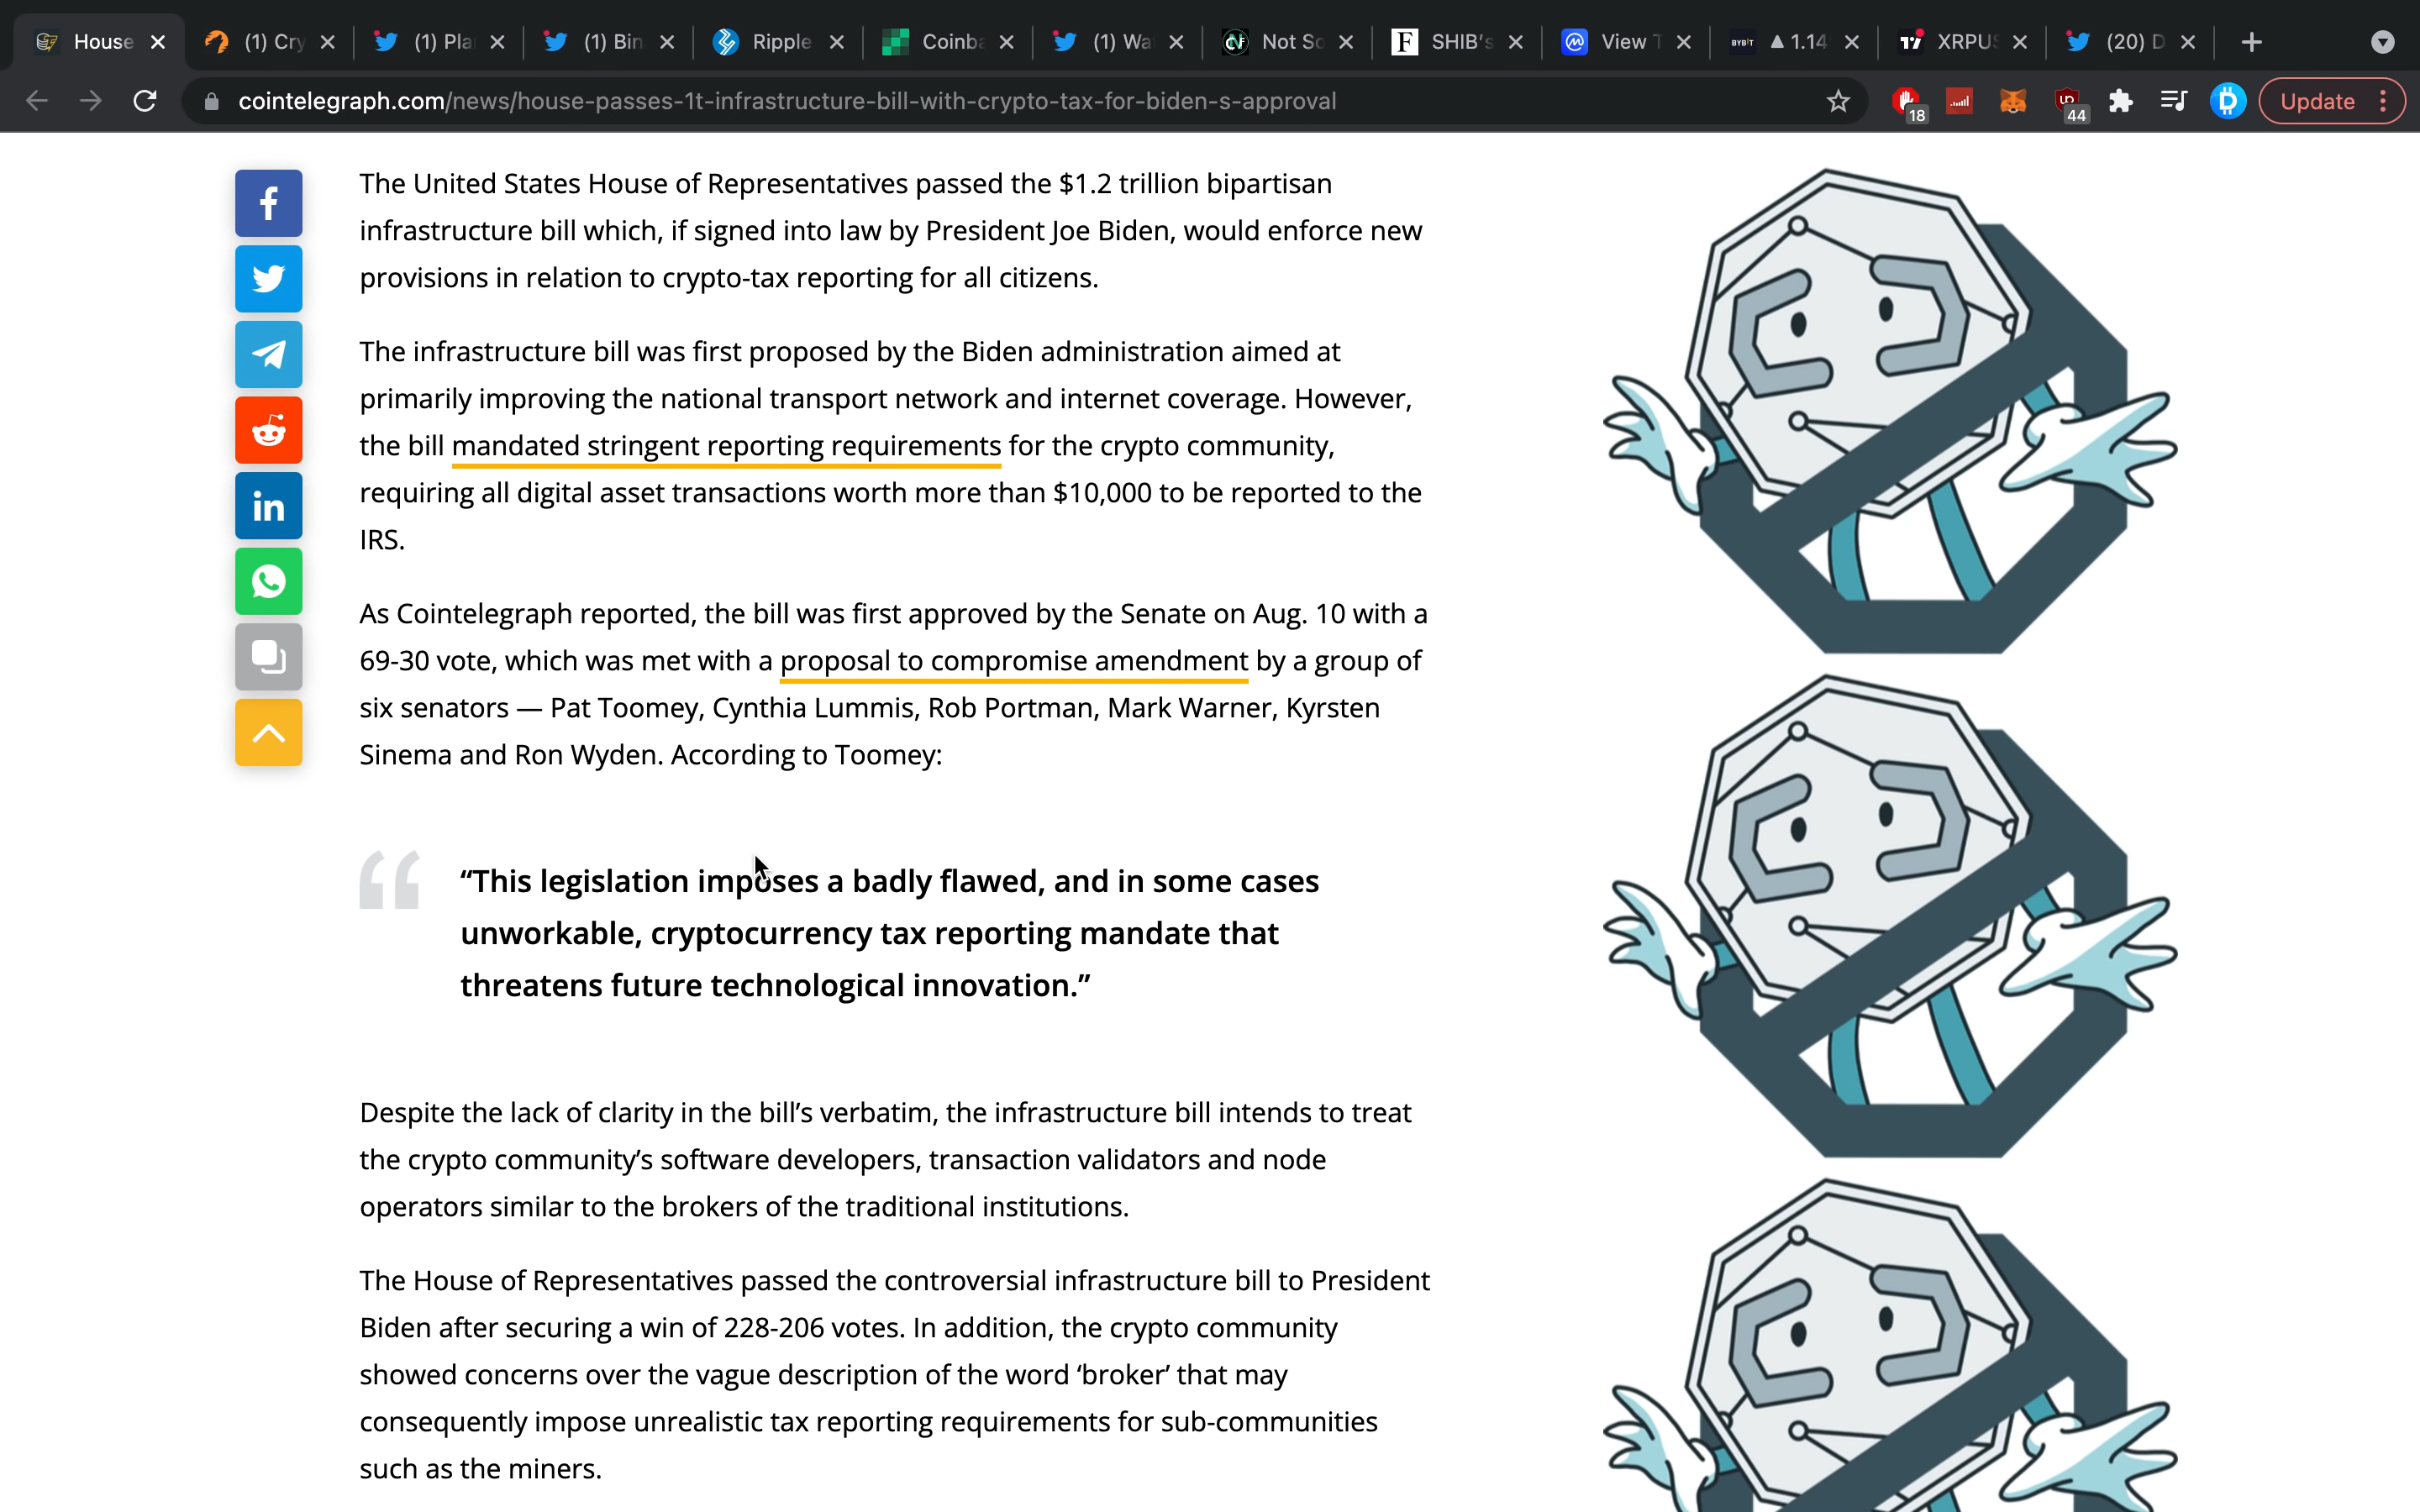 House
(1) Cry
(1) Pla
(1) Bin
Ripple
Coinba
(1) Wa
Not So
SHIB's
View T
1.14
XRPUS
(20) D
cointelegraph.com/news/house-passes-1t-infrastructure-bill-with-crypto-tax-for-biden-s-approval
18
44
Update
The United States House of Representatives passed the $1.2 trillion bipartisan
infrastructure bill which, if signed into law by President Joe Biden, would enforce new
provisions in relation to crypto-tax reporting for all citizens.
The infrastructure bill was first proposed by the Biden administration aimed at
primarily improving the national transport network and internet coverage. However,
the bill mandated stringent reporting requirements for the crypto community,
requiring all digital asset transactions worth more than $10,000 to be reported to the
IRS.
As Cointelegraph reported, the bill was first approved by the Senate on Aug. 10 with a
69-30 vote, which was met with a proposal to compromise amendment by a group of
six senators — Pat Toomey, Cynthia Lummis, Rob Portman, Mark Warner, Kyrsten
Sinema and Ron Wyden. According to Toomey:
“This legislation imposes a badly flawed, and in some cases
unworkable, cryptocurrency tax reporting mandate that
threatens future technological innovation.”
Despite the lack of clarity in the bill’s verbatim, the infrastructure bill intends to treat
the crypto community’s software developers, transaction validators and node
operators similar to the brokers of the traditional institutions.
The House of Representatives passed the controversial infrastructure bill to President
Biden after securing a win of 228-206 votes. In addition, the crypto community
showed concerns over the vague description of the word ‘broker’ that may
consequently impose unrealistic tax reporting requirements for sub-communities
such as the miners.